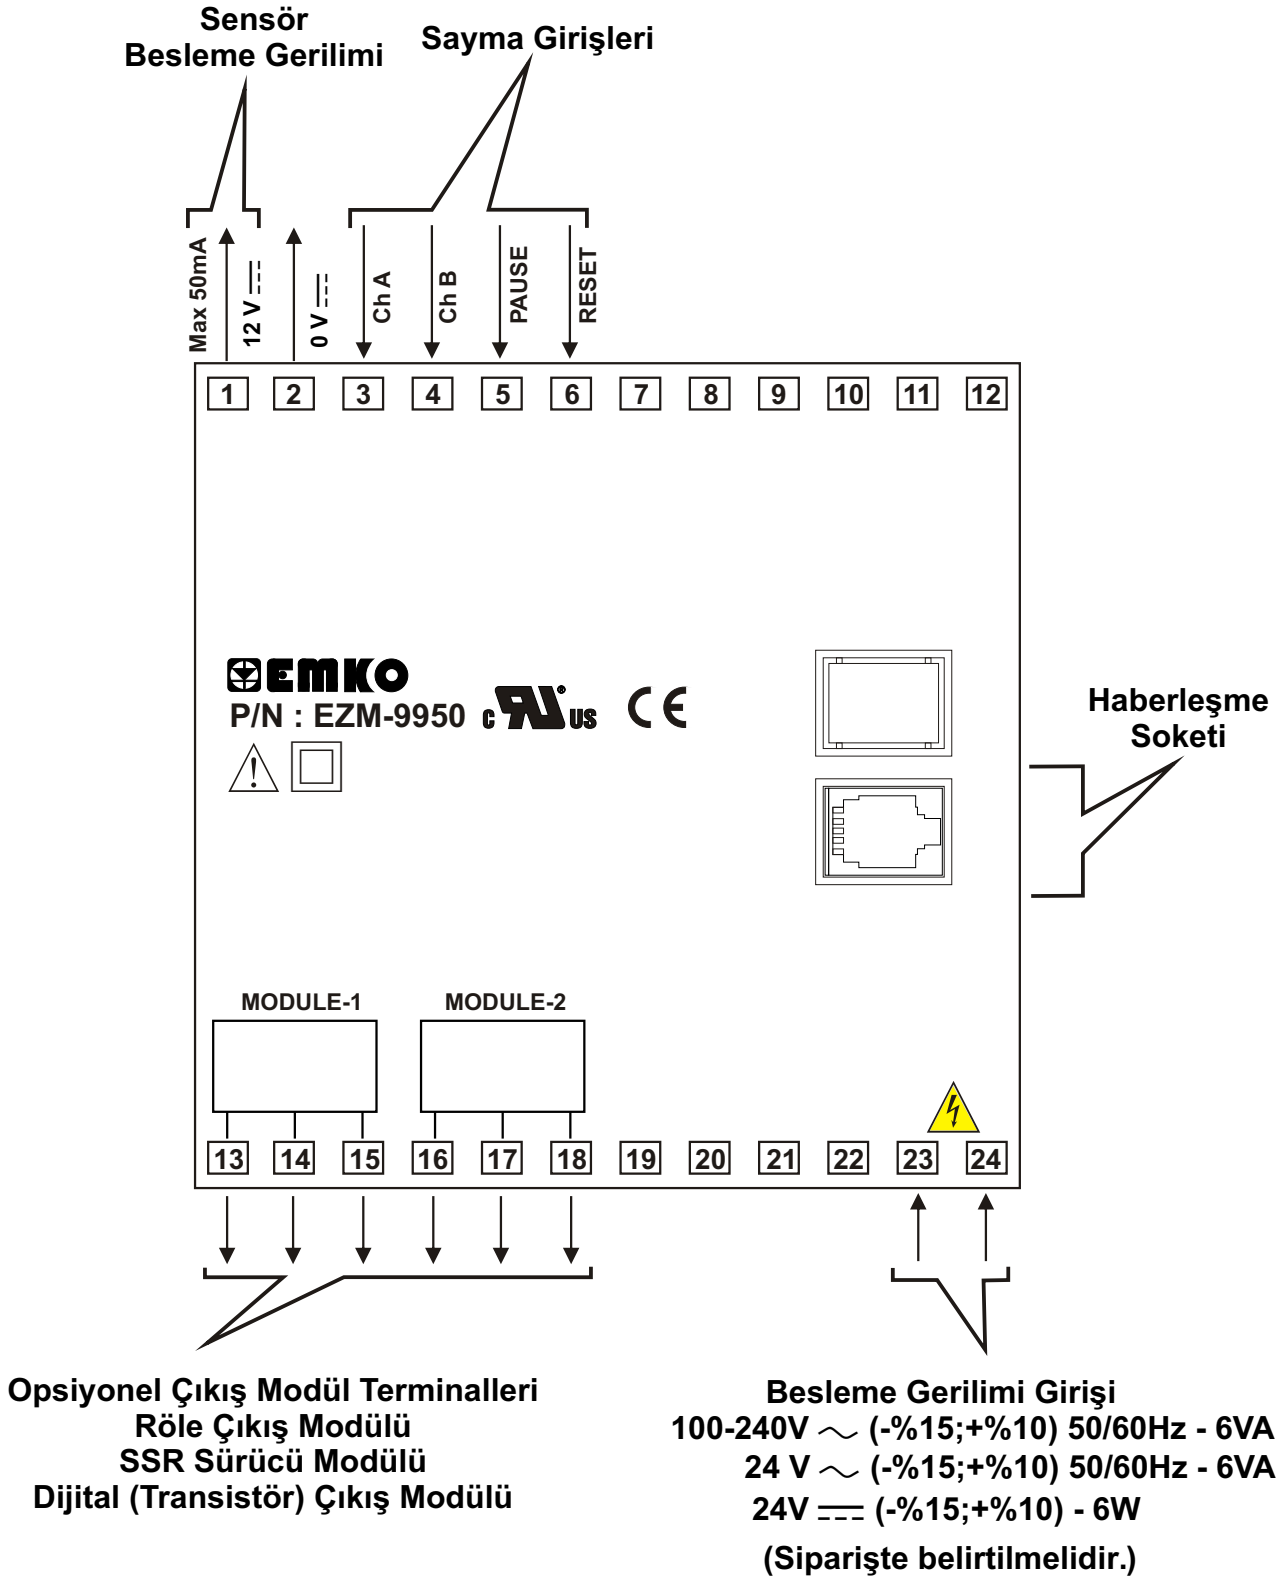 Sensör
Besleme Gerilimi
Sayma Girişleri
Max 50mA
12 V
0 V
Ch A
Ch B
PAUSE
RESET
1 2 3 4 5 6 7 8 9 10 11 12
EMKO
P/N : EZM-9950 c RU ® US CE
Haberleşme
Soketi
MODULE-1 MODULE-2
13 14 15 16 17 18 19 20 21 22 23 24
Opsiyonel Çıkış Modül Terminalleri
Röle Çıkış Modülü
SSR Sürücü Modülü
Dijital (Transistör) Çıkış Modülü
Besleme Gerilimi Girişi
100-240V ~ (-%15;+%10) 50/60Hz - 6VA
24 V ~ (-%15;+%10) 50/60Hz - 6VA
24V (-%15;+%10) - 6W
(Siparişte belirtilmelidir.)